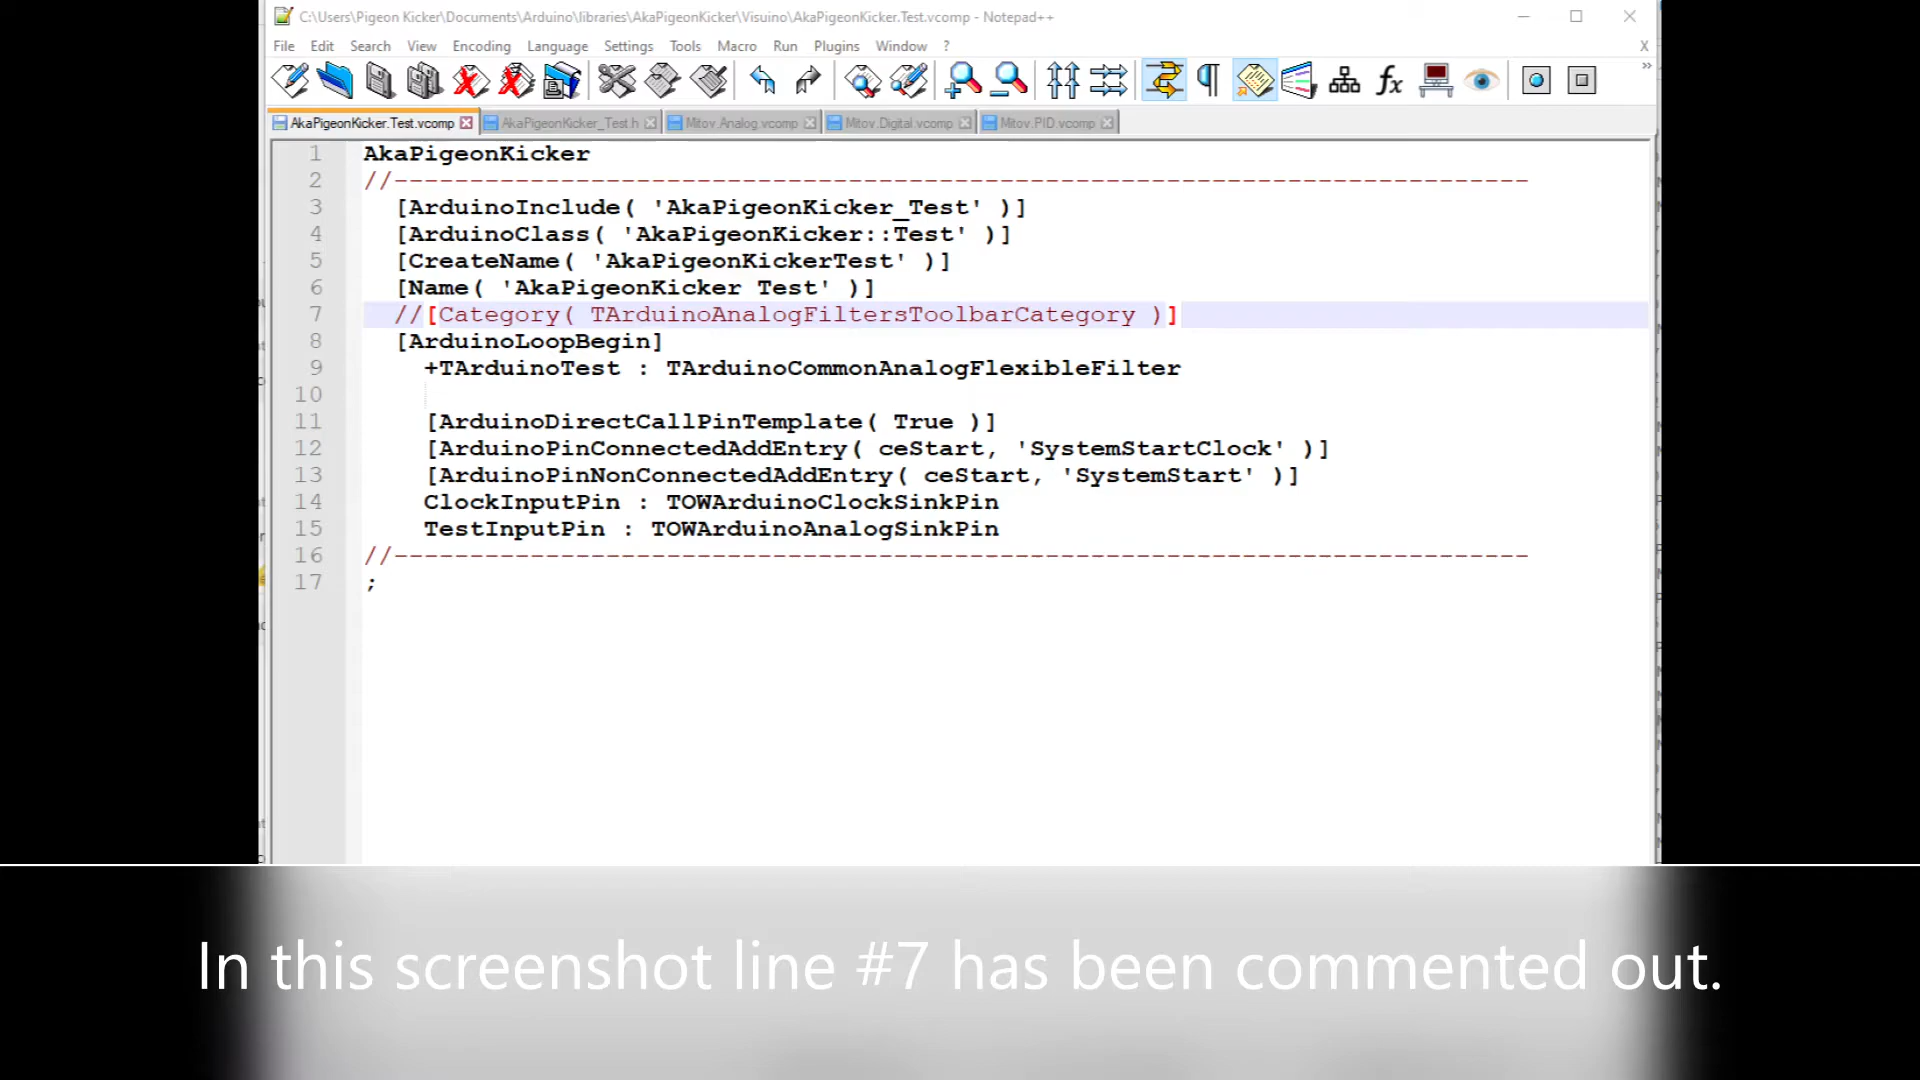 C:\Users\Pigeon Kicker\Documents\Arduino\libraries\AkaPigeonKicker\Visuino\AkaPigeonKicker.Test.vcomp - Notepad++
File Edit Search View Encoding Language Settings Tools Macro Run Plugins Window ? X
AkaPigeonKicker.Test.vcomp AkaPigeonKicker_Test.h Mitov.Analog.vcomp Mitov.Digital.vcomp Mitov.PID.vcomp
1 AkaPigeonKicker
2 //---------------------------------------------------------------------------
3 [ArduinoInclude( 'AkaPigeonKicker_Test' )]
4 [ArduinoClass( 'AkaPigeonKicker::Test' )]
5 [CreateName( 'AkaPigeonKickerTest' )]
6 [Name( 'AkaPigeonKicker Test' )]
7 //[Category( TArduinoAnalogFiltersToolbarCategory )]
8 [ArduinoLoopBegin]
9 +TArduinoTest : TArduinoCommonAnalogFlexibleFilter
10
11 [ArduinoDirectCallPinTemplate( True )]
12 [ArduinoPinConnectedAddEntry( ceStart, 'SystemStartClock' )]
13 [ArduinoPinNonConnectedAddEntry( ceStart, 'SystemStart' )]
14 ClockInputPin : TOWArduinoClockSinkPin
15 TestInputPin : TOWArduinoAnalogSinkPin
16 //---------------------------------------------------------------------------
17 ;
In this screenshot line #7 has been commented out.